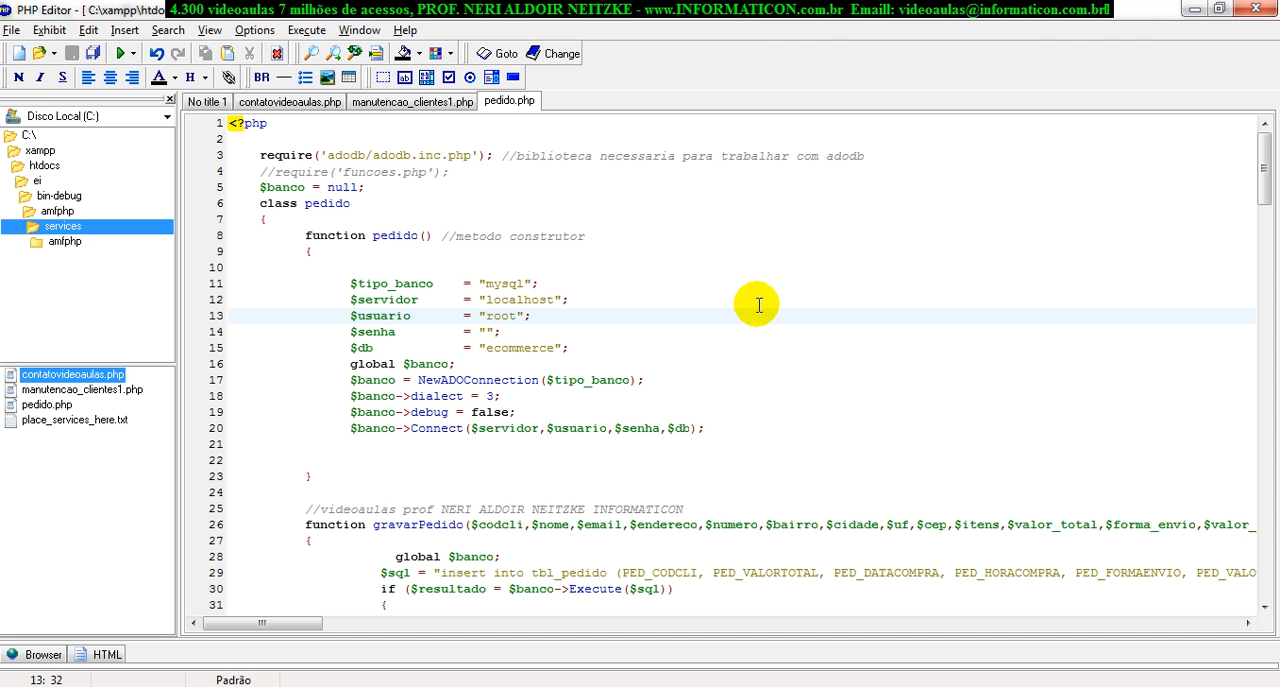 PHP Editor - [ C:\xampp\htdo
4.300 videoaulas 7 milhões de acessos, PROF. NERI ALDOIR NEITZKE - www.INFORMATICON.com.br Emaill: videoaulas@informaticon.com.br
File Exhibit Edit Insert Search View Options Execute Window Help
Goto Change
N I S A H BR
Disco Local (C:)
No title 1 contatovideoaulas.php manutencao_clientes1.php pedido.php
C:\
xampp
htdocs
ei
bin-debug
amfphp
services
amfphp
contatovideoaulas.php
manutencao_clientes1.php
pedido.php
place_services_here.txt
1 <?php
2
3 require('adodb/adodb.inc.php'); //biblioteca necessaria para trabalhar com adodb
4 //require('funcoes.php');
5 $banco = null;
6 class pedido
7 {
8 function pedido() //metodo construtor
9 {
10
11 $tipo_banco = "mysql";
12 $servidor = "localhost";
13 $usuario = "root";
14 $senha = "";
15 $db = "ecommerce";
16 global $banco;
17 $banco = NewADOConnection($tipo_banco);
18 $banco->dialect = 3;
19 $banco->debug = false;
20 $banco->Connect($servidor,$usuario,$senha,$db);
21
22
23 }
24
25 //videoaulas prof NERI ALDOIR NEITZKE INFORMATICON
26 function gravarPedido($codcli,$nome,$email,$endereco,$numero,$bairro,$cidade,$uf,$cep,$itens,$valor_total,$forma_envio,$valor_
27 {
28 global $banco;
29 $sql = "insert into tbl_pedido (PED_CODCLI, PED_VALORTOTAL, PED_DATACOMPRA, PED_HORACOMPRA, PED_FORMAENVIO, PED_VALO
30 if ($resultado = $banco->Execute($sql))
31 {
Browser HTML
13: 32 Padrão